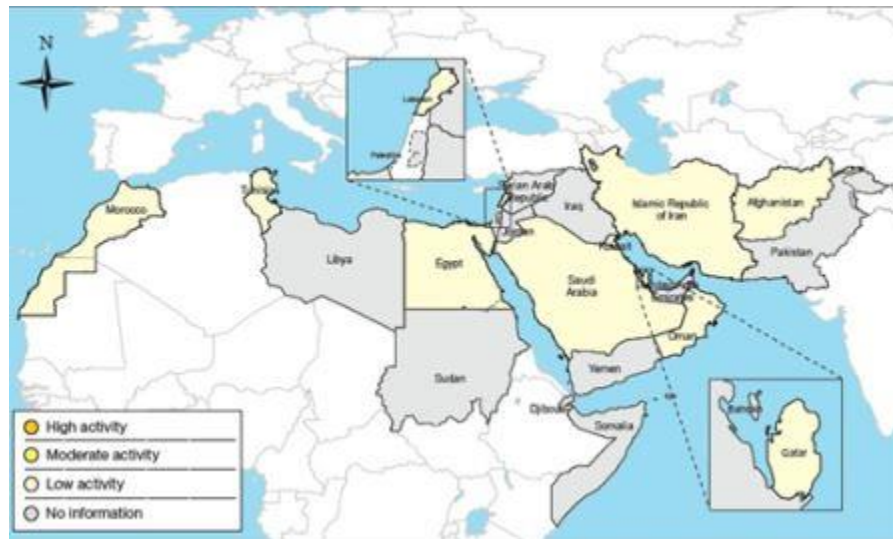 N
Lebanon
Palestine
Morocco
Tunisia
Libya
Egypt
Syrian Arab
Republic
Iraq
Jordan
Islamic Republic
of Iran
Afghanistan
Pakistan
Kuwait
Saudi
Arabia
Emirates
Oman
Yemen
Sudan
Djibouti
Somalia
Bahrain
Qatar
High activity
Moderate activity
Low activity
No information